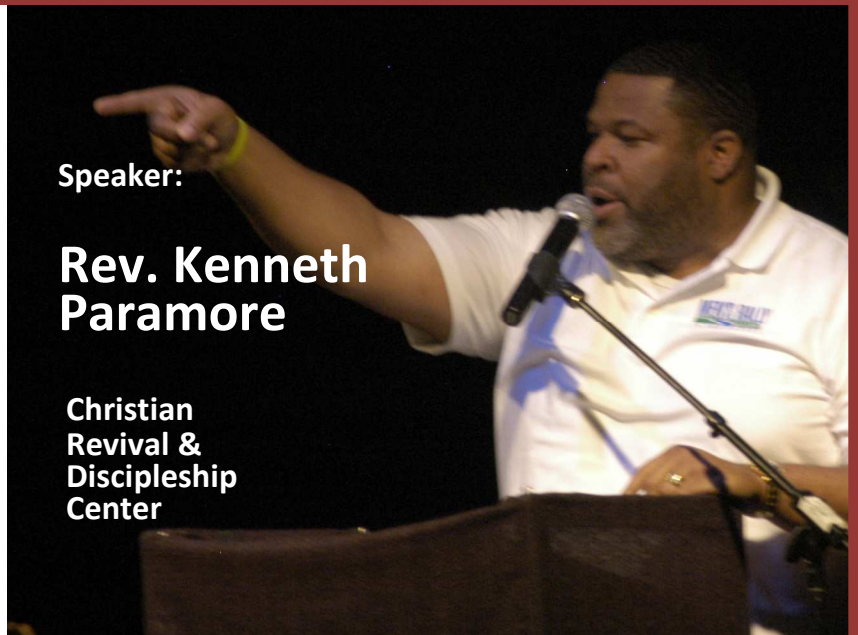 Speaker:
Rev. Kenneth
Paramore
Christian
Revival &
Discipleship
Center